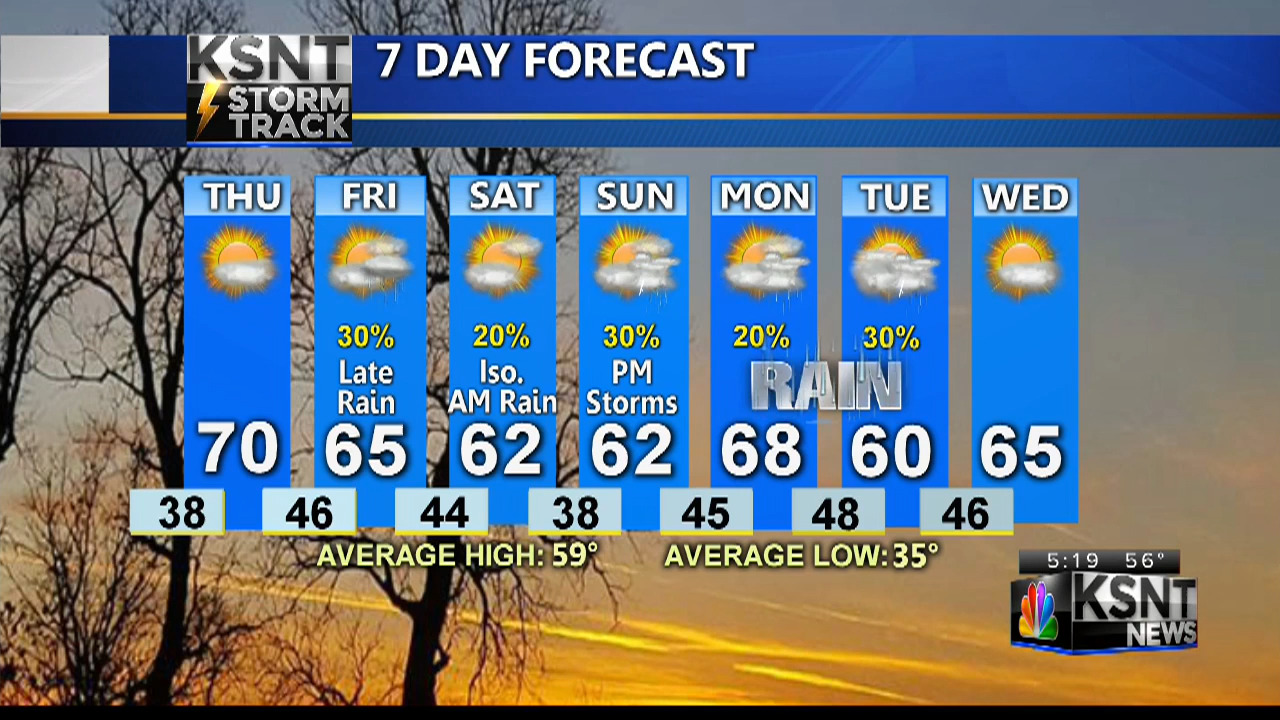 KSNT
STORM
TRACK
7 DAY FORECAST
THU FRI SAT SUN MON TUE WED
30% 20% 30% 20% 30%
Late Iso. PM
Rain AM Rain Storms
RAIN
70 65 62 62 68 60 65
38 46 44 38 45 48 46
AVERAGE HIGH: 59° AVERAGE LOW: 35°
5:19 56°
KSNT
NEWS